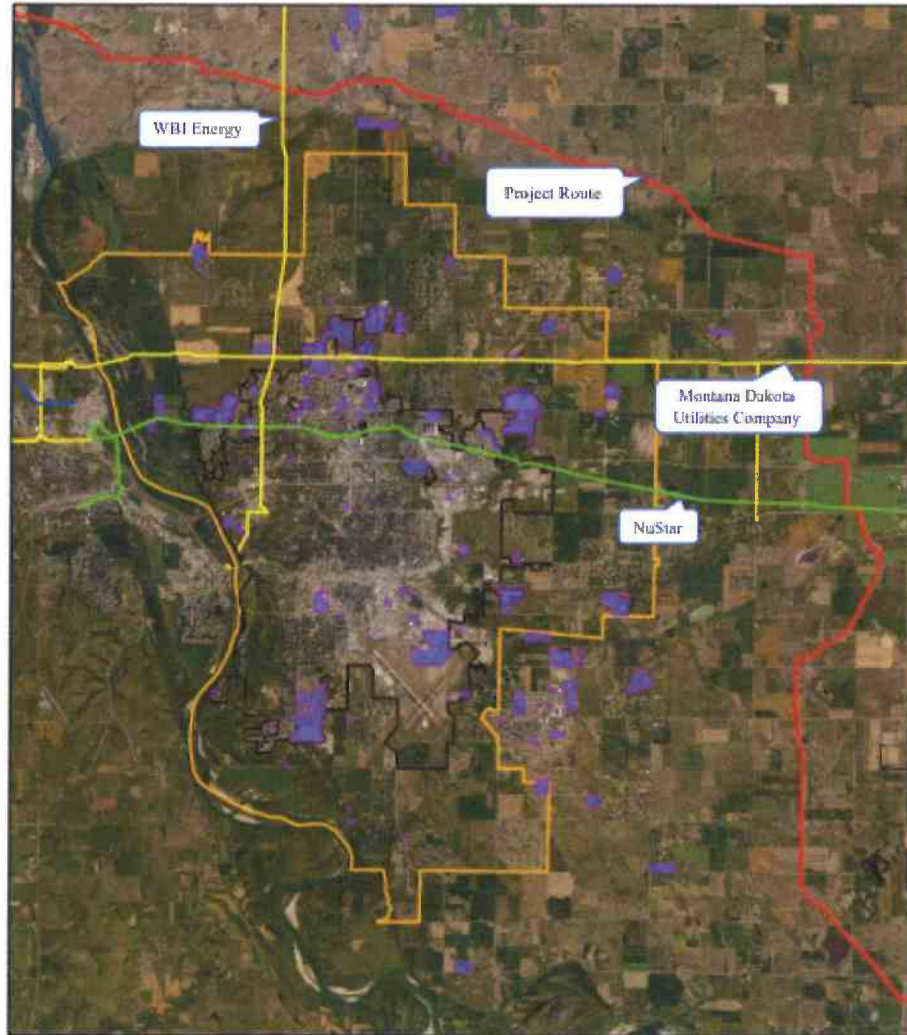 WBI Energy
Project Route
Montana Dakota
Utilities Company
NuStar